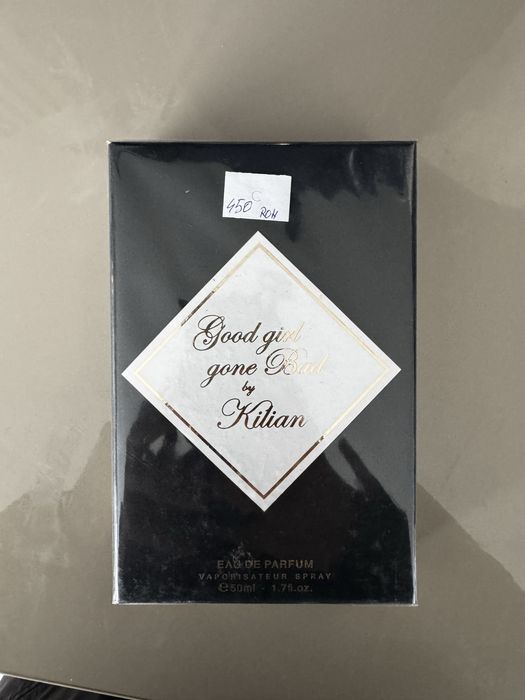 C
450 RON
Good girl
gone Bad
by
Kilian
EAU DE PARFUM
VAPORISATEUR SPRAY
℮50ml - 1.7fl.oz.